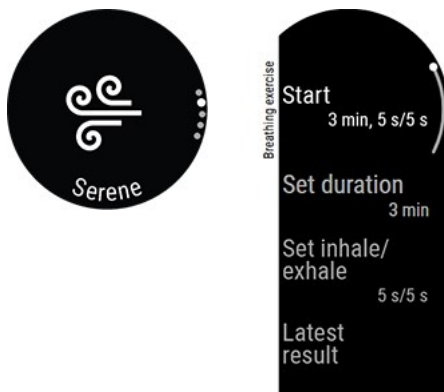 Serene
Breathing exercise
Start
3 min, 5 s/5 s
Set duration
3 min
Set inhale/
exhale
5 s/5 s
Latest
result